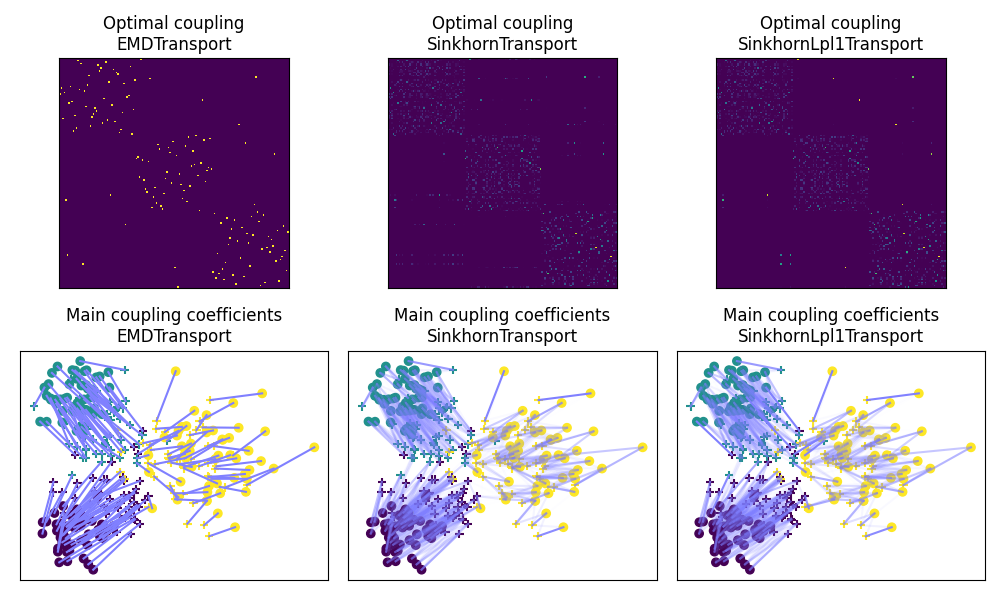 Optimal coupling
EMDTransport
Optimal coupling
SinkhornTransport
Optimal coupling
SinkhornLpl1Transport
Main coupling coefficients
EMDTransport
Main coupling coefficients
SinkhornTransport
Main coupling coefficients
SinkhornLpl1Transport